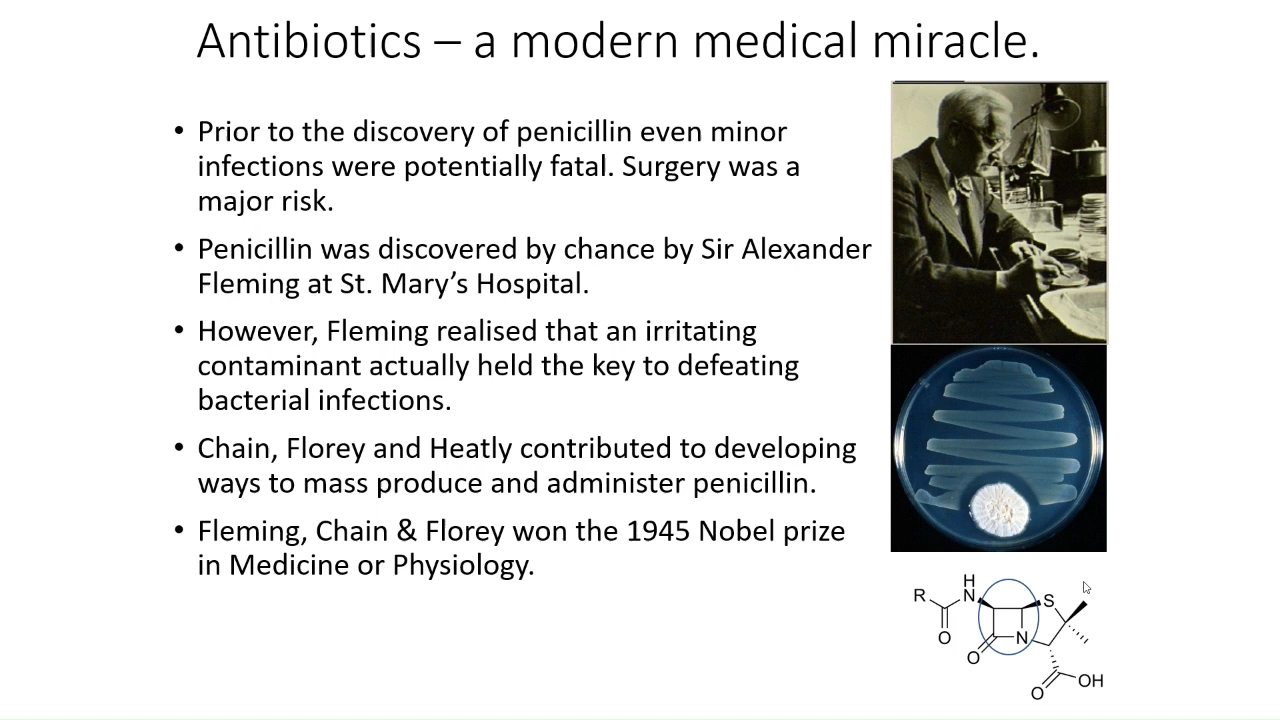 Antibiotics – a modern medical miracle.
• Prior to the discovery of penicillin even minor
infections were potentially fatal. Surgery was a
major risk.
• Penicillin was discovered by chance by Sir Alexander
Fleming at St. Mary’s Hospital.
• However, Fleming realised that an irritating
contaminant actually held the key to defeating
bacterial infections.
• Chain, Florey and Heatly contributed to developing
ways to mass produce and administer penicillin.
• Fleming, Chain & Florey won the 1945 Nobel prize
in Medicine or Physiology.
H
R N S
O N
O
OH
O